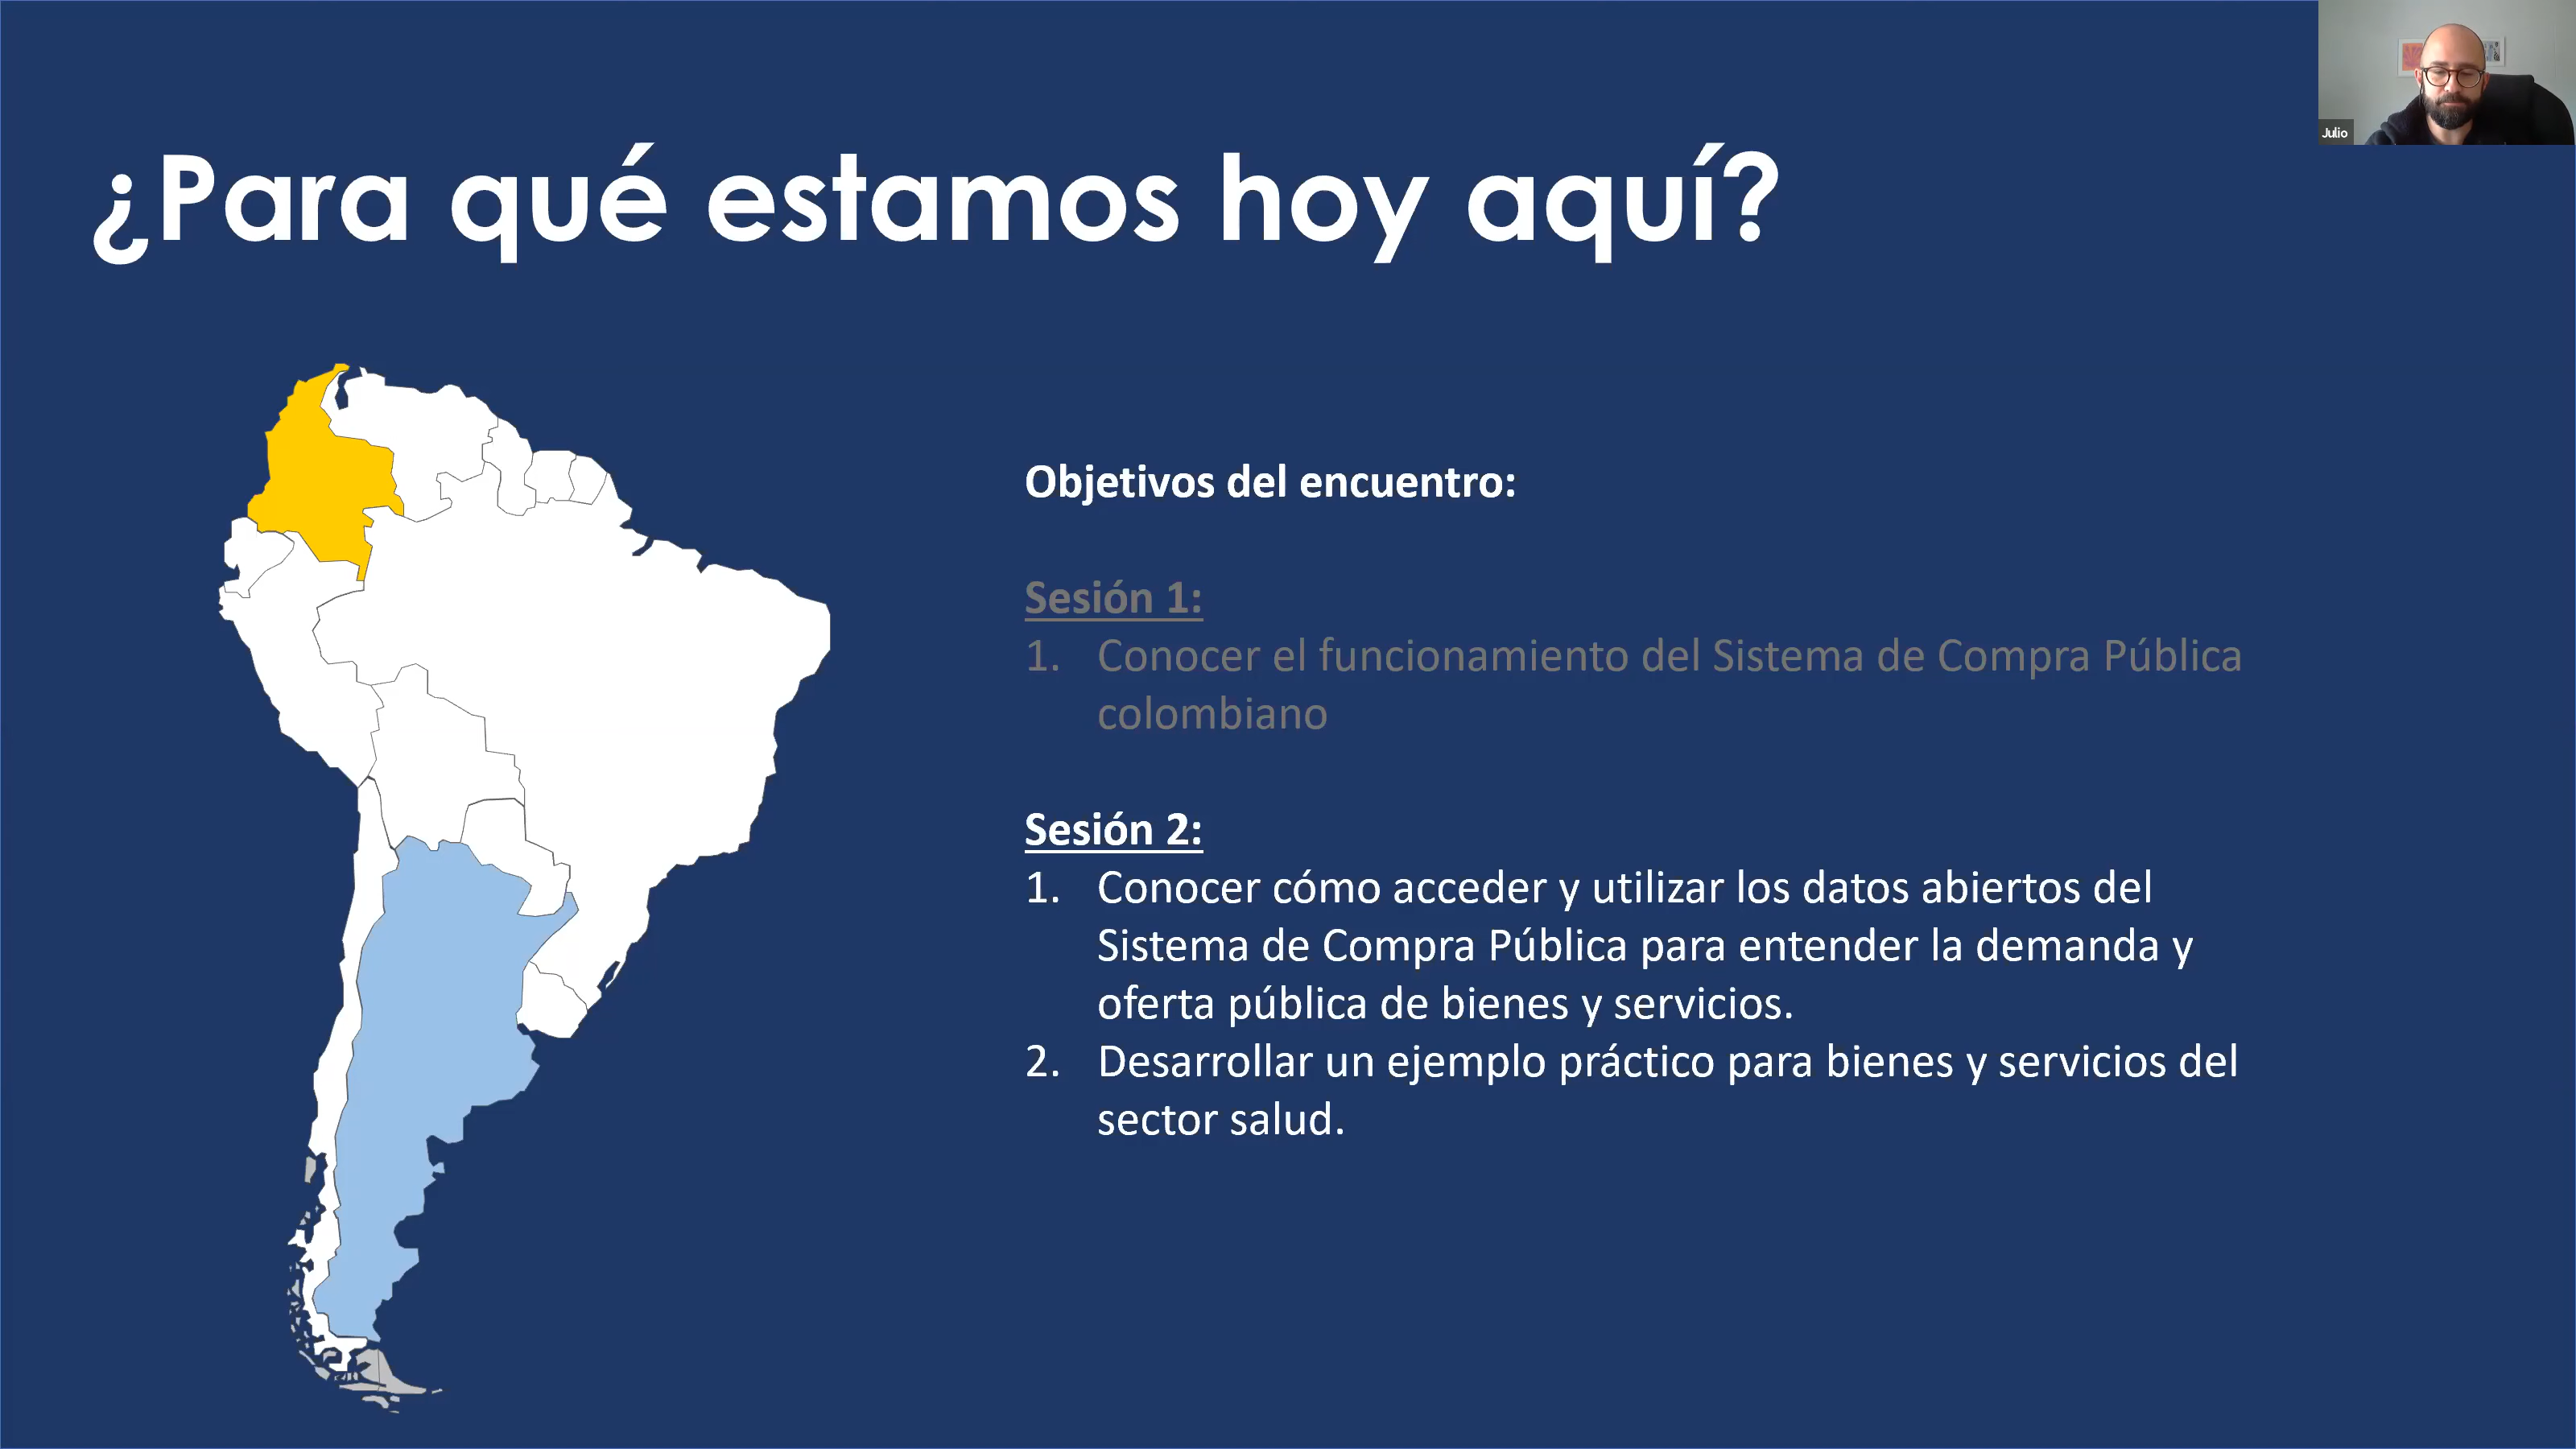 ¿Para qué estamos hoy aquí?
Julio
Objetivos del encuentro:
Sesión 1:
1. Conocer el funcionamiento del Sistema de Compra Pública
colombiano
Sesión 2:
1. Conocer cómo acceder y utilizar los datos abiertos del
Sistema de Compra Pública para entender la demanda y
oferta pública de bienes y servicios.
2. Desarrollar un ejemplo práctico para bienes y servicios del
sector salud.